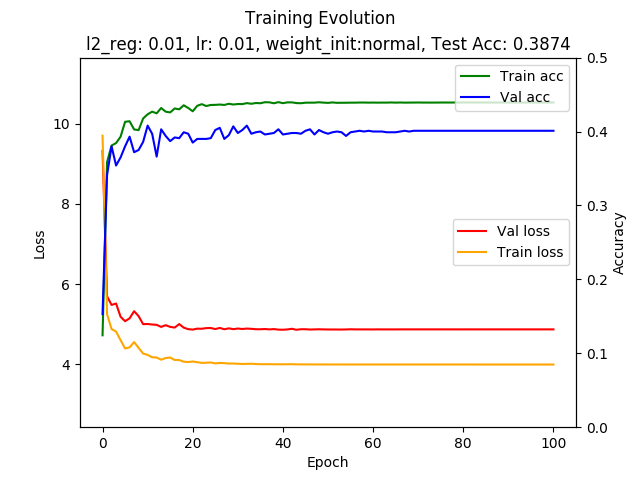 Training Evolution
l2_reg: 0.01, lr: 0.01, weight_init:normal, Test Acc: 0.3874
Train acc
Val acc
Val loss
Train loss
10
8
6
4
Loss
0.5
0.4
0.3
0.2
0.1
0.0
Accuracy
0 20 40 60 80 100
Epoch